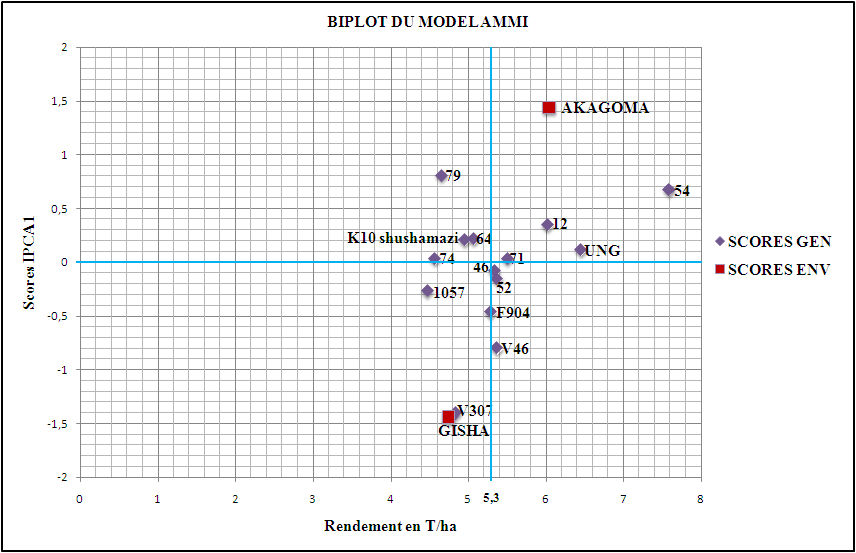 BIPLOT DU MODEL AMMI
2
1,5
AKAGOMA
1
79
54
0,5
12
K10 shushamazi
64
UNG
SCORES GEN
74
71
0
46
SCORES ENV
52
1057
F904
-0,5
V46
-1
V307
-1,5
GISHA
-2
0
1
2
3
4
5
5,3
6
7
8
Scores IPCA1
Rendement en T/ha